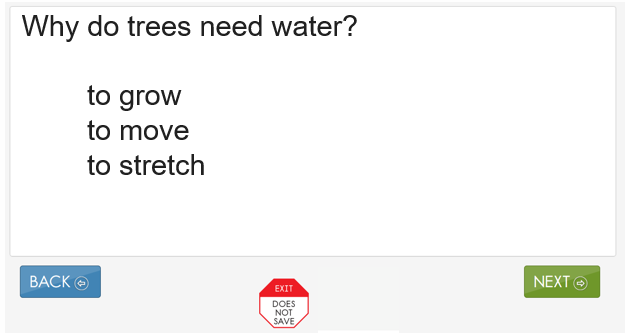 Why do trees need water?
to grow
to move
to stretch
BACK
NEXT
EXIT
DOES
NOT
SAVE